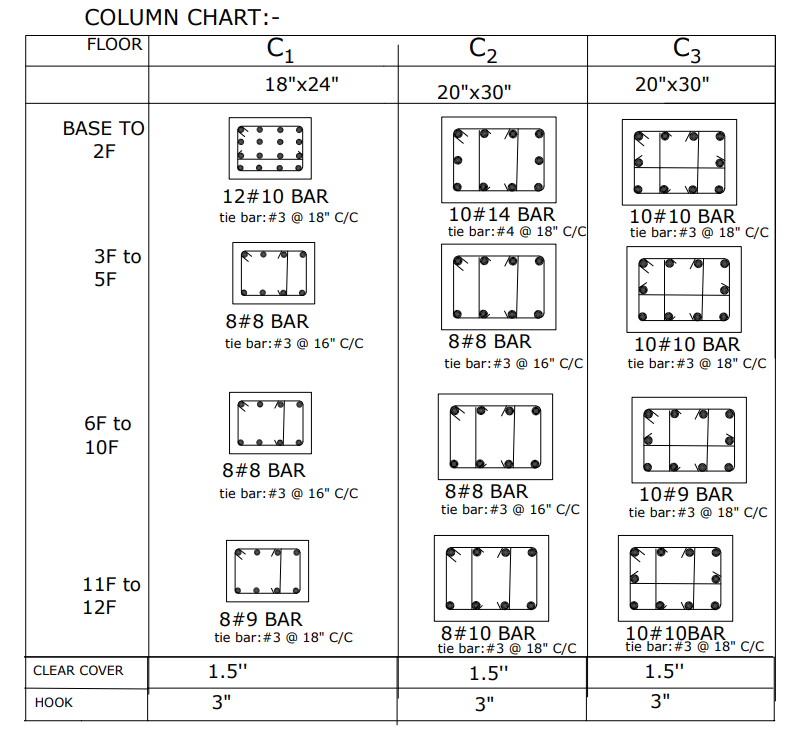 COLUMN CHART:-
FLOOR
C1
C2
C3
18"x24"
20"x30"
20"x30"
BASE TO
2F
12#10 BAR
tie bar:#3 @ 18" C/C
10#14 BAR
tie bar:#4 @ 18" C/C
10#10 BAR
tie bar:#3 @ 18" C/C
3F to
5F
8#8 BAR
tie bar:#3 @ 16" C/C
8#8 BAR
tie bar:#3 @ 16" C/C
10#10 BAR
tie bar:#3 @ 18" C/C
6F to
10F
8#8 BAR
tie bar:#3 @ 16" C/C
8#8 BAR
tie bar:#3 @ 16" C/C
10#9 BAR
tie bar:#3 @ 18" C/C
11F to
12F
8#9 BAR
tie bar:#3 @ 18" C/C
8#10 BAR
tie bar:#3 @ 18" C/C
10#10BAR
tie bar:#3 @ 18" C/C
CLEAR COVER
1.5''
1.5''
1.5''
HOOK
3"
3"
3"